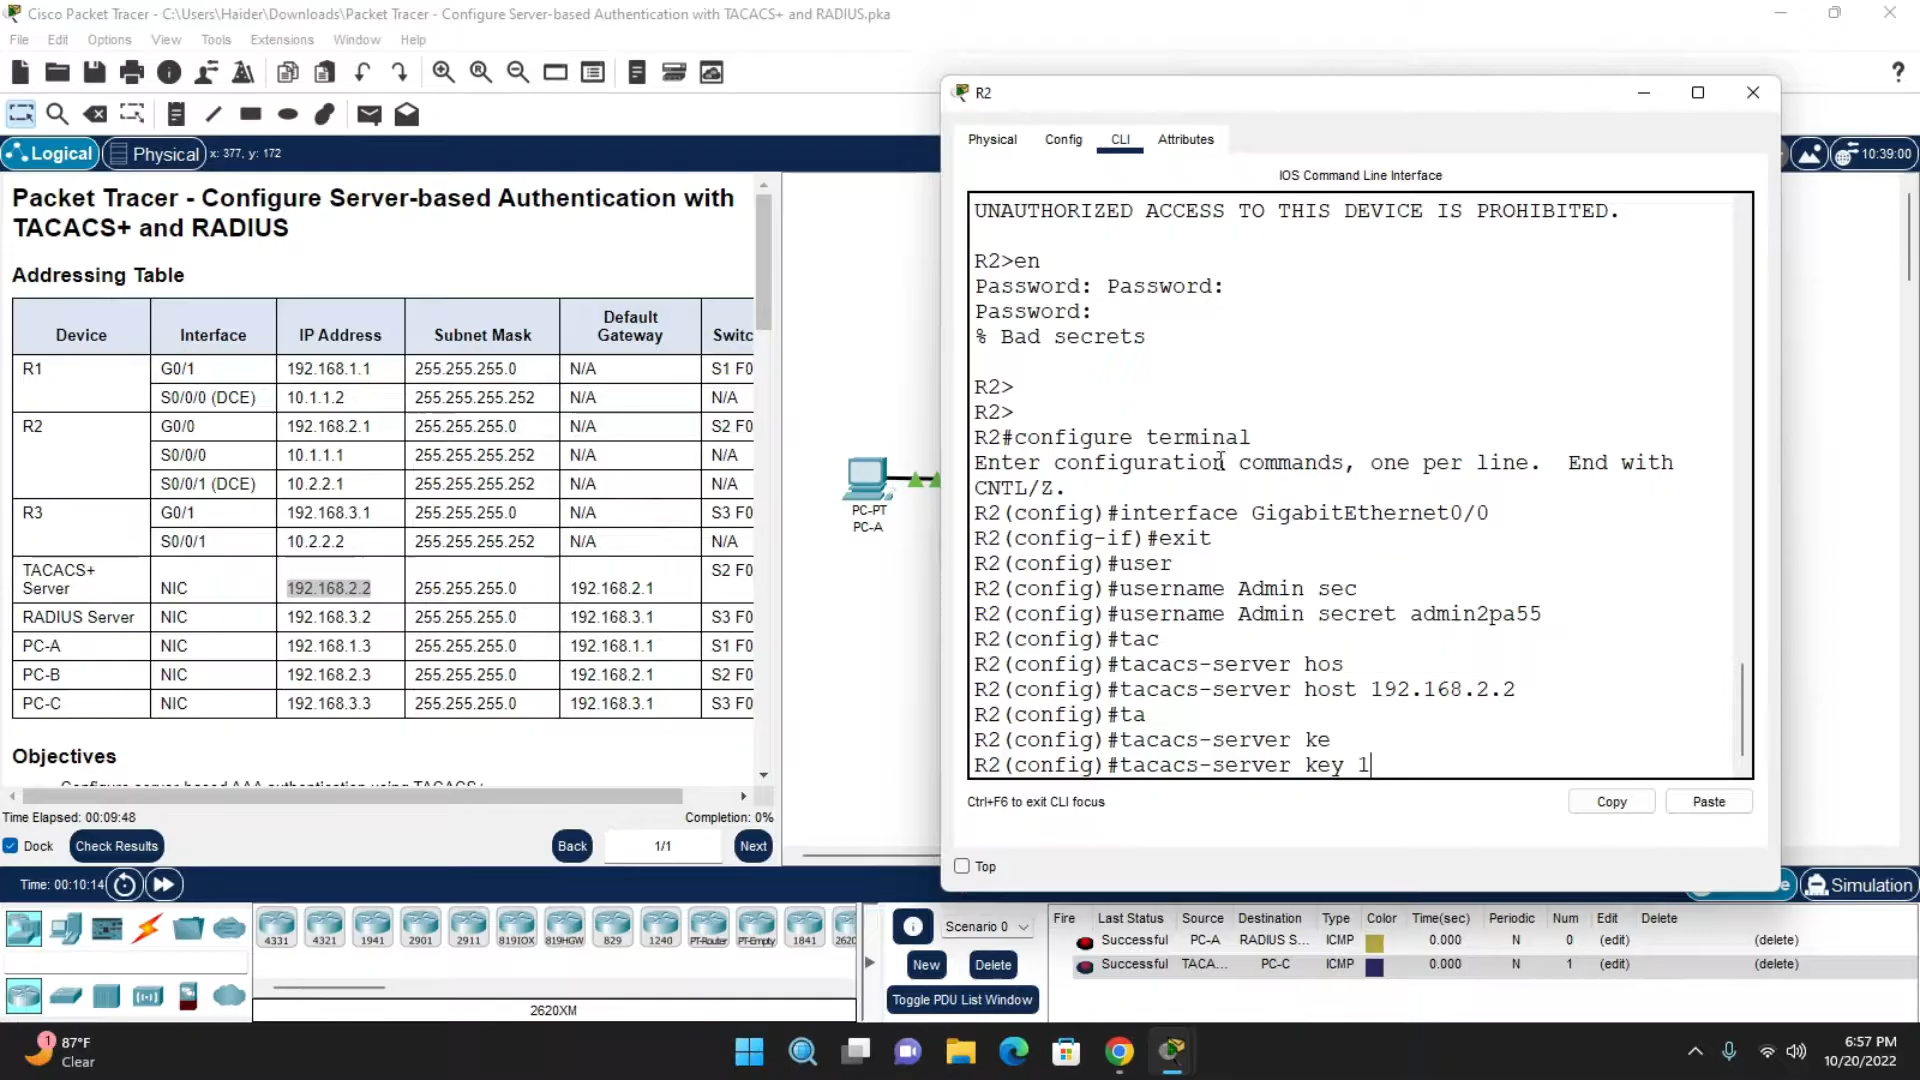 Cisco Packet Tracer - C:\Users\Haider\Downloads\Packet Tracer - Configure Server-based Authentication with TACACS+ and RADIUS.pka
File Edit Options View Tools Extensions Window Help
?
Logical Physical x: 377, y: 172
10:39:00
Packet Tracer - Configure Server-based Authentication with
TACACS+ and RADIUS
Addressing Table
Device Interface IP Address Subnet Mask Default Gateway Switc
R1 G0/1 192.168.1.1 255.255.255.0 N/A S1 F0
S0/0/0 (DCE) 10.1.1.2 255.255.255.252 N/A N/A
R2 G0/0 192.168.2.1 255.255.255.0 N/A S2 F0
S0/0/0 10.1.1.1 255.255.255.252 N/A N/A
S0/0/1 (DCE) 10.2.2.1 255.255.255.252 N/A N/A
R3 G0/1 192.168.3.1 255.255.255.0 N/A S3 F0
S0/0/1 10.2.2.2 255.255.255.252 N/A N/A
TACACS+ Server NIC 192.168.2.2 255.255.255.0 192.168.2.1 S2 F0
RADIUS Server NIC 192.168.3.2 255.255.255.0 192.168.3.1 S3 F0
PC-A NIC 192.168.1.3 255.255.255.0 192.168.1.1 S1 F0
PC-B NIC 192.168.2.3 255.255.255.0 192.168.2.1 S2 F0
PC-C NIC 192.168.3.3 255.255.255.0 192.168.3.1 S3 F0
Objectives
Time Elapsed: 00:09:48 Completion: 0%
Dock Check Results Back 1/1 Next
PC-PT
PC-A
R2
Physical Config CLI Attributes
IOS Command Line Interface
UNAUTHORIZED ACCESS TO THIS DEVICE IS PROHIBITED.
R2>en
Password: Password:
Password:
% Bad secrets
R2>
R2>
R2#configure terminal
Enter configuration commands, one per line.  End with
CNTL/Z.
R2(config)#interface GigabitEthernet0/0
R2(config-if)#exit
R2(config)#user
R2(config)#username Admin sec
R2(config)#username Admin secret admin2pa55
R2(config)#tac
R2(config)#tacacs-server hos
R2(config)#tacacs-server host 192.168.2.2
R2(config)#ta
R2(config)#tacacs-server ke
R2(config)#tacacs-server key 1
Ctrl+F6 to exit CLI focus
Copy Paste
Top
Time: 00:10:14
Simulation
4331 4321 1941 2901 2911 819IOX 819HGW 829 1240 PT-Router PT-Empty 1841 2620
2620XM
Scenario 0
New Delete
Toggle PDU List Window
Fire Last Status Source Destination Type Color Time(sec) Periodic Num Edit Delete
Successful PC-A RADIUS S... ICMP 0.000 N 0 (edit) (delete)
Successful TACA... PC-C ICMP 0.000 N 1 (edit) (delete)
1
87°F
Clear
6:57 PM
10/20/2022